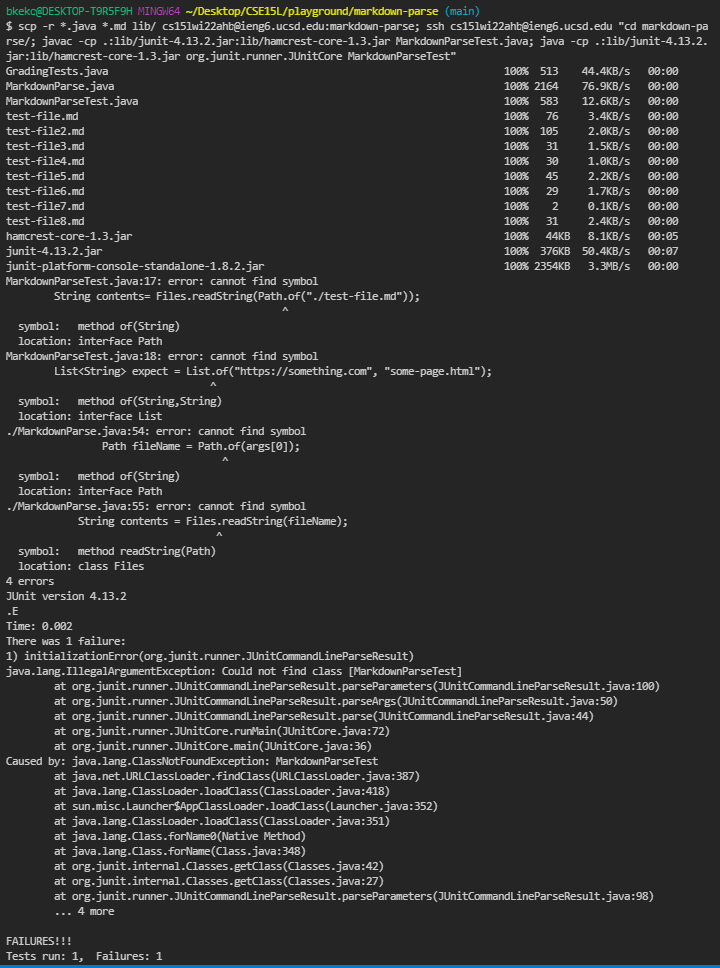 bkekc@DESKTOP-T9R5F9H MINGW64 ~/Desktop/CSE15L/playground/markdown-parse (main)
$ scp -r *.java *.md lib/ cs15lwi22ahb@ieng6.ucsd.edu:markdown-parse; ssh cs15lwi22ahb@ieng6.ucsd.edu "cd markdown-pa
rse/; javac -cp .:lib/junit-4.13.2.jar:lib/hamcrest-core-1.3.jar MarkdownParseTest.java; java -cp .:lib/junit-4.13.2.
jar:lib/hamcrest-core-1.3.jar org.junit.runner.JUnitCore MarkdownParseTest"
GradingTests.java 100% 513 44.4KB/s 00:00
MarkdownParse.java 100% 2164 76.9KB/s 00:00
MarkdownParseTest.java 100% 583 12.6KB/s 00:00
test-file.md 100% 76 3.4KB/s 00:00
test-file2.md 100% 105 2.0KB/s 00:00
test-file3.md 100% 31 1.5KB/s 00:00
test-file4.md 100% 30 1.0KB/s 00:00
test-file5.md 100% 45 2.2KB/s 00:00
test-file6.md 100% 29 1.7KB/s 00:00
test-file7.md 100% 2 0.1KB/s 00:00
test-file8.md 100% 31 2.4KB/s 00:00
hamcrest-core-1.3.jar 100% 44KB 8.1KB/s 00:05
junit-4.13.2.jar 100% 376KB 50.4KB/s 00:07
junit-platform-console-standalone-1.8.2.jar 100% 2354KB 3.3MB/s 00:00
MarkdownParseTest.java:17: error: cannot find symbol
String contents= Files.readString(Path.of("./test-file.md"));
^
symbol: method of(String)
location: interface Path
MarkdownParseTest.java:18: error: cannot find symbol
List<String> expect = List.of("https://something.com", "some-page.html");
^
symbol: method of(String,String)
location: interface List
./MarkdownParse.java:54: error: cannot find symbol
Path fileName = Path.of(args[0]);
^
symbol: method of(String)
location: interface Path
./MarkdownParse.java:55: error: cannot find symbol
String contents = Files.readString(fileName);
^
symbol: method readString(Path)
location: class Files
4 errors
JUnit version 4.13.2
.E
Time: 0.002
There was 1 failure:
1) initializationError(org.junit.runner.JUnitCommandLineParseResult)
java.lang.IllegalArgumentException: Could not find class [MarkdownParseTest]
at org.junit.runner.JUnitCommandLineParseResult.parseParameters(JUnitCommandLineParseResult.java:100)
at org.junit.runner.JUnitCommandLineParseResult.parseArgs(JUnitCommandLineParseResult.java:50)
at org.junit.runner.JUnitCommandLineParseResult.parse(JUnitCommandLineParseResult.java:44)
at org.junit.runner.JUnitCore.runMain(JUnitCore.java:72)
at org.junit.runner.JUnitCore.main(JUnitCore.java:36)
Caused by: java.lang.ClassNotFoundException: MarkdownParseTest
at java.net.URLClassLoader.findClass(URLClassLoader.java:387)
at java.lang.ClassLoader.loadClass(ClassLoader.java:418)
at sun.misc.Launcher$AppClassLoader.loadClass(Launcher.java:352)
at java.lang.ClassLoader.loadClass(ClassLoader.java:351)
at java.lang.Class.forName0(Native Method)
at java.lang.Class.forName(Class.java:348)
at org.junit.internal.Classes.getClass(Classes.java:42)
at org.junit.internal.Classes.getClass(Classes.java:27)
at org.junit.runner.JUnitCommandLineParseResult.parseParameters(JUnitCommandLineParseResult.java:98)
... 4 more
FAILURES!!!
Tests run: 1, Failures: 1